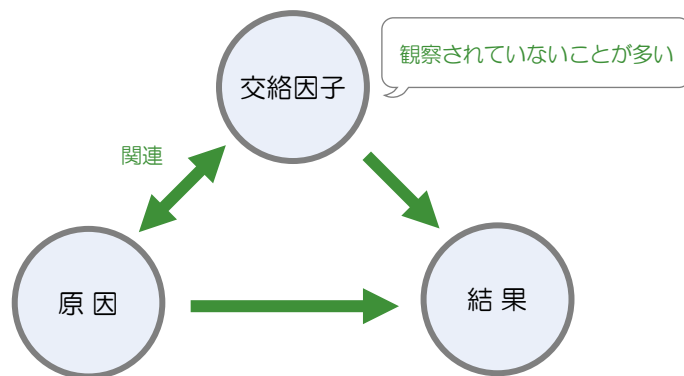 交絡因子
観察されていないことが多い
関連
原因
結果